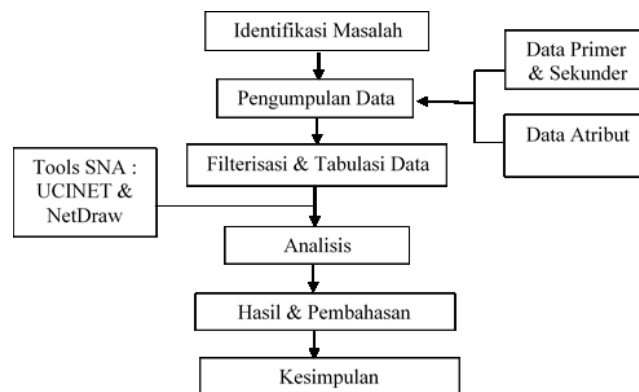 Identifikasi Masalah
Data Primer
& Sekunder
Pengumpulan Data
Data Atribut
Filterisasi & Tabulasi Data
Tools SNA :
UCINET &
NetDraw
Analisis
Hasil & Pembahasan
Kesimpulan